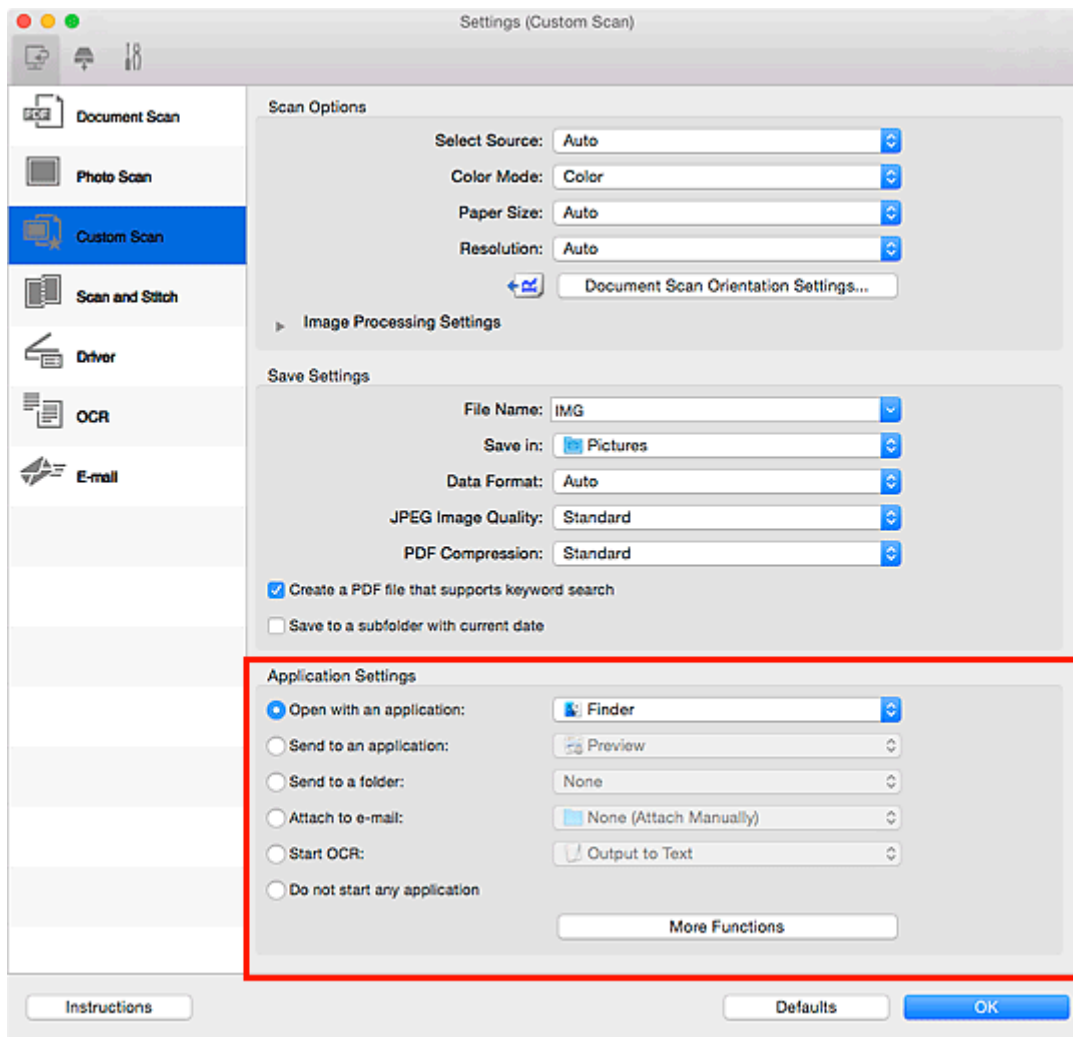 Settings (Custom Scan)
Document Scan
Photo Scan
Custom Scan
Scan and Stitch
Driver
OCR
E-mail
Scan Options
Select Source: Auto
Color Mode: Color
Paper Size: Auto
Resolution: Auto
Document Scan Orientation Settings...
Image Processing Settings
Save Settings
File Name: IMG
Save in: Pictures
Data Format: Auto
JPEG Image Quality: Standard
PDF Compression: Standard
Create a PDF file that supports keyword search
Save to a subfolder with current date
Application Settings
Open with an application: Finder
Send to an application: Preview
Send to a folder: None
Attach to e-mail: None (Attach Manually)
Start OCR: Output to Text
Do not start any application
More Functions
Instructions
Defaults
OK